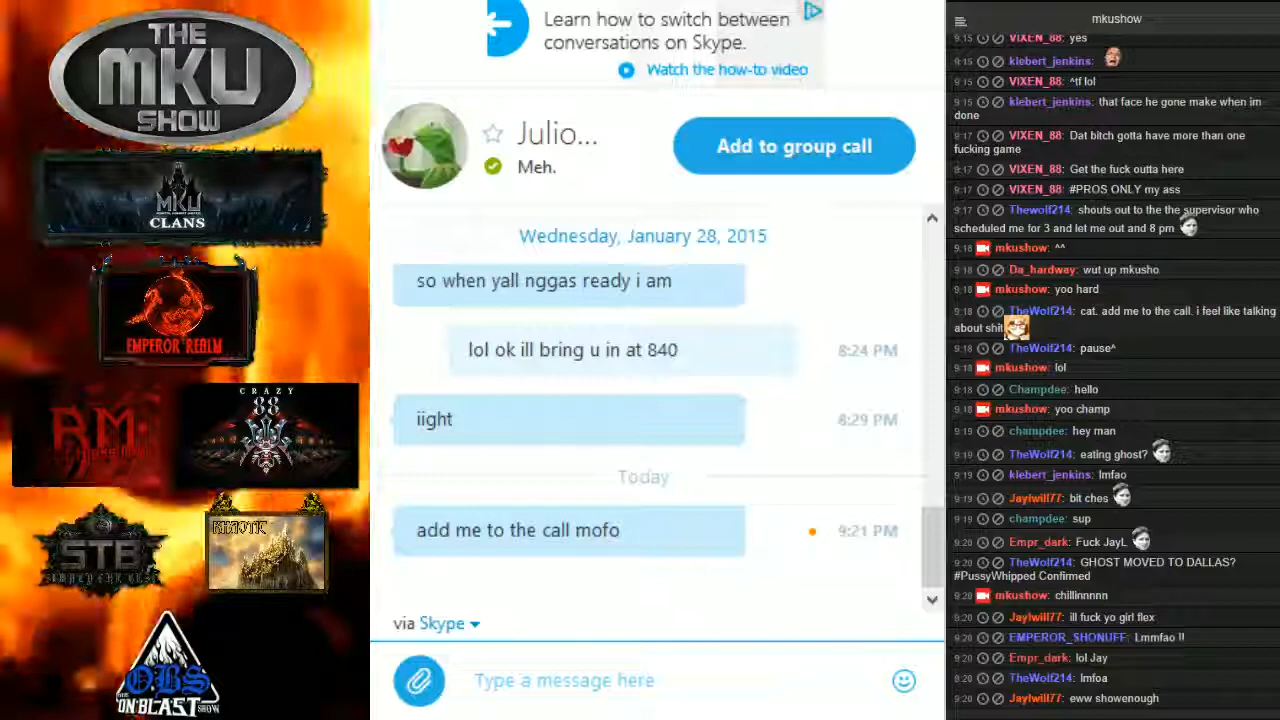 THE
MKU
SHOW
MKU
CLANS
EMPEROR REALM
RM
CRAZY
88
STB
KHAOTIC
O.B.S
ON BLAST SHOW
Learn how to switch between
conversations on Skype.
Watch the how-to video
Julio...
Meh.
Add to group call
Wednesday, January 28, 2015
so when yall nggas ready i am
lol ok ill bring u in at 840
8:24 PM
iight
8:29 PM
Today
add me to the call mofo
9:21 PM
via Skype
Type a message here
mkushow
9:15 VIXEN_88: yes
9:15 klebert_jenkins:
9:15 VIXEN_88: ^tf lol
9:15 klebert_jenkins: that face he gone make when im
done
9:17 VIXEN_88: Dat bitch gotta have more than one
fucking game
9:17 VIXEN_88: Get the fuck outta here
9:17 VIXEN_88: #PROS ONLY my ass
9:17 Thewolf214: shouts out to the the supervisor who
scheduled me for 3 and let me out and 8 pm
9:18 mkushow: ^^
9:18 Da_hardway: wut up mkusho
9:18 mkushow: yoo hard
9:18 TheWolf214: cat. add me to the call. i feel like talking
about shit
9:18 TheWolf214: pause^
9:18 mkushow: lol
9:18 Champdee: hello
9:18 mkushow: yoo champ
9:19 champdee: hey man
9:19 TheWolf214: eating ghost?
9:19 klebert_jenkins: lmfao
9:19 Jaylwill77: bit ches
9:19 champdee: sup
9:20 Empr_dark: Fuck JayL
9:20 TheWolf214: GHOST MOVED TO DALLAS?
#PussyWhipped Confirmed
9:20 mkushow: chillinnnnn
9:20 Jaylwill77: ill fuck yo girl flex
9:20 EMPEROR_SHONUFF: Lmmfao !!
9:20 Empr_dark: lol Jay
9:20 TheWolf214: lmfoa
9:20 Jaylwill77: eww showenough